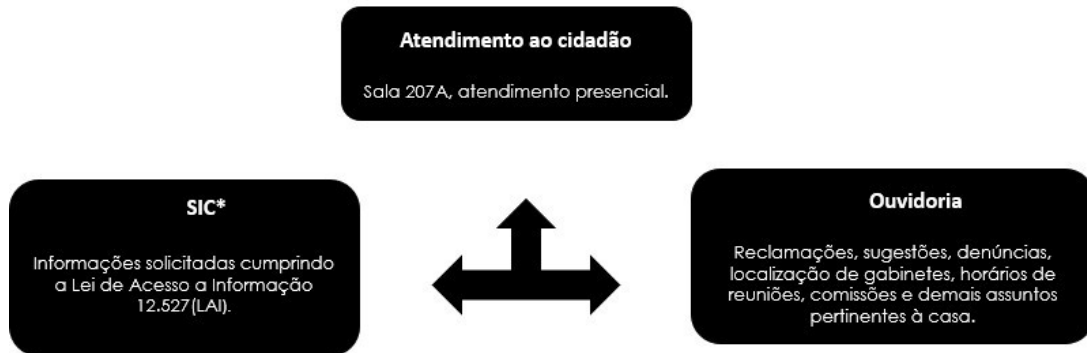 Atendimento ao cidadão
Sala 207A, atendimento presencial.
SIC*
Informações solicitadas cumprindo
a Lei de Acesso a Informação
12.527(LAI).
Ouvidoria
Reclamações, sugestões, denúncias,
localização de gabinetes, horários de
reuniões, comissões e demais assuntos
pertinentes à casa.